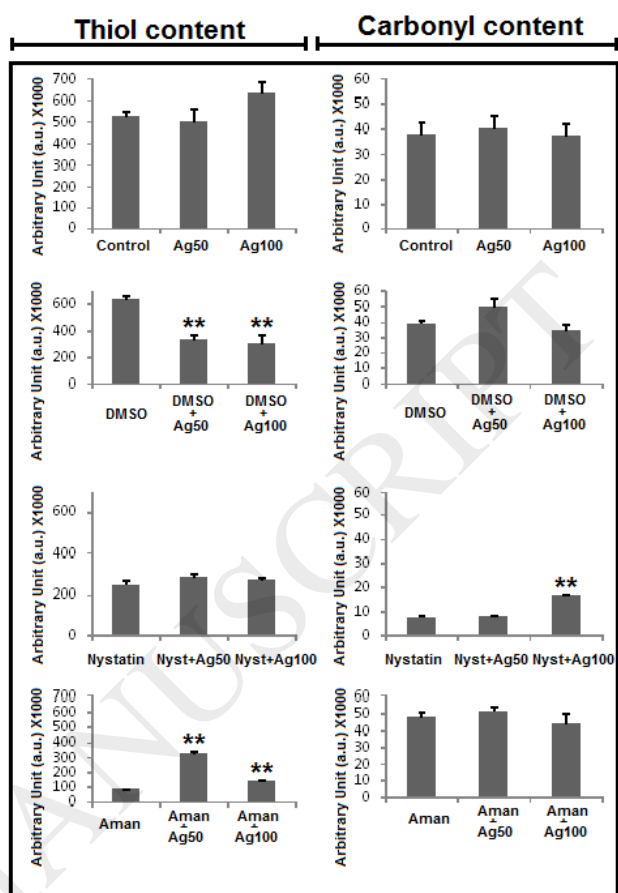 Thiol content
Carbonyl content
Arbitrary Unit (a.u.) X1000
700
600
500
400
300
200
100
0
Control Ag50 Ag100
Arbitrary Unit (a.u.) X1000
60
50
40
30
20
10
0
Control Ag50 Ag100
Arbitrary Unit (a.u.) X1000
600
400
200
0
** **
DMSO DMSO + Ag50 DMSO + Ag100
Arbitrary Unit (a.u.) X1000
60
50
40
30
20
10
0
DMSO DMSO + Ag50 DMSO + Ag100
Arbitrary Unit (a.u.) X1000
600
400
200
0
Nystatin Nyst+Ag50 Nyst+Ag100
Arbitrary Unit (a.u.) X1000
60
50
40
30
20
10
0
**
Nystatin Nyst+Ag50 Nyst+Ag100
Arbitrary Unit (a.u.) X1000
700
600
500
400
300
200
100
0
** **
Aman Aman + Ag50 Aman + Ag100
Arbitrary Unit (a.u.) X1000
60
50
40
30
20
10
0
Aman Aman + Ag50 Aman + Ag100
ANUSCRIPT